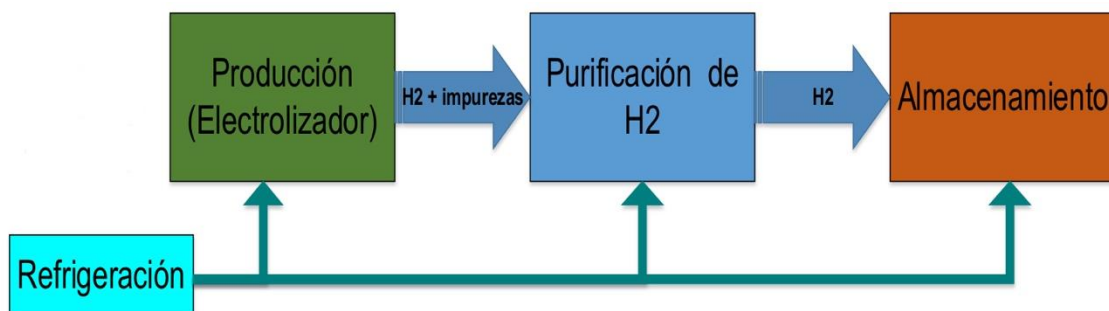 Producción
(Electrolizador)
H2 + impurezas
Purificación de
H2
H2
Almacenamiento
Refrigeración